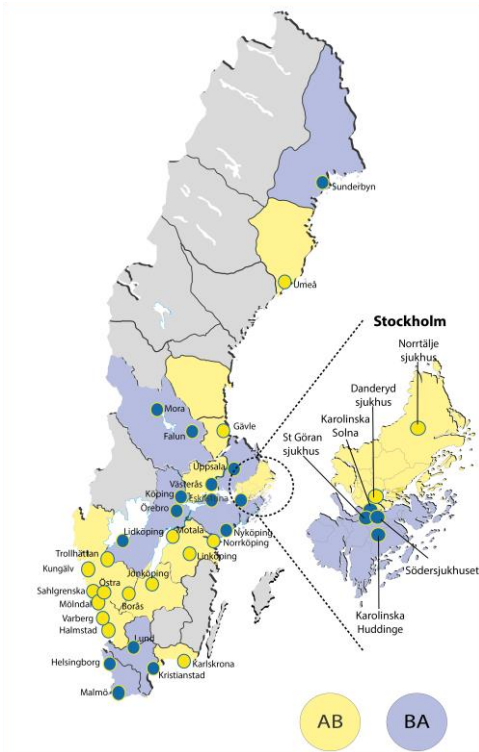 Sunderbyn
Umeå
Stockholm
Norrtälje
sjukhus
Danderyd
sjukhus
Karolinska
Solna
St Göran
sjukhus
Mora
Gävle
Falun
Uppsala
Västerås
Köping
Eskilstuna
Örebro
Lidköping
Motala
Nyköping
Norrköping
Trollhättan
Linköping
Kungälv
Jönköping
Östra
Sahlgrenska
Mölndal
Borås
Varberg
Halmstad
Södersjukhuset
Karolinska
Huddinge
Lund
Helsingborg
Karlskrona
Kristianstad
Malmö
AB
BA